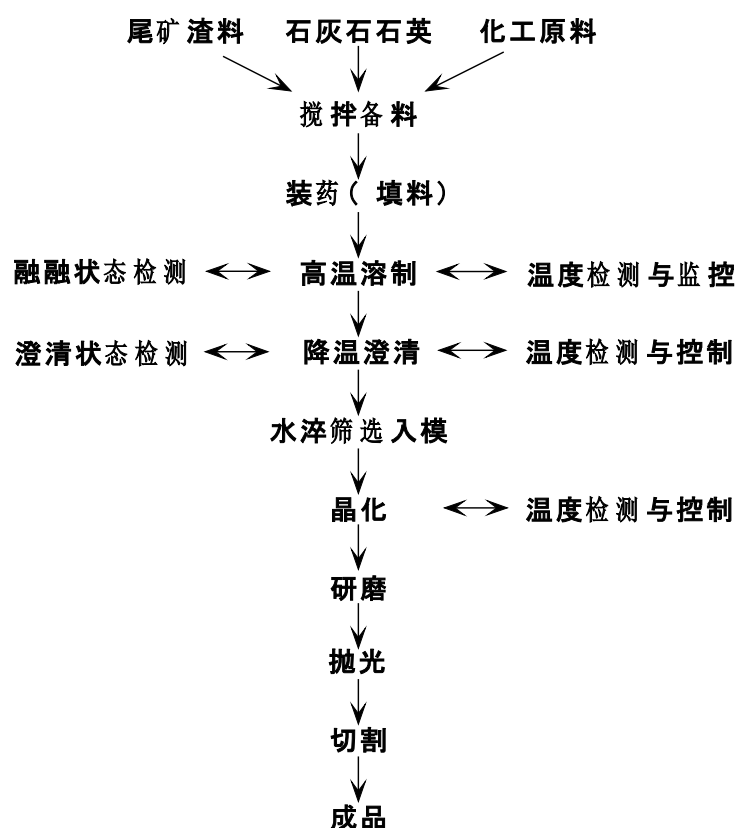 尾矿渣料 石灰石石英 化工原料
搅拌备料
装药(填料)
融融状态检测 高温溶制 温度检测与监控
澄清状态检测 降温澄清 温度检测与控制
水淬筛选入模
晶化 温度检测与控制
研磨
抛光
切割
成品